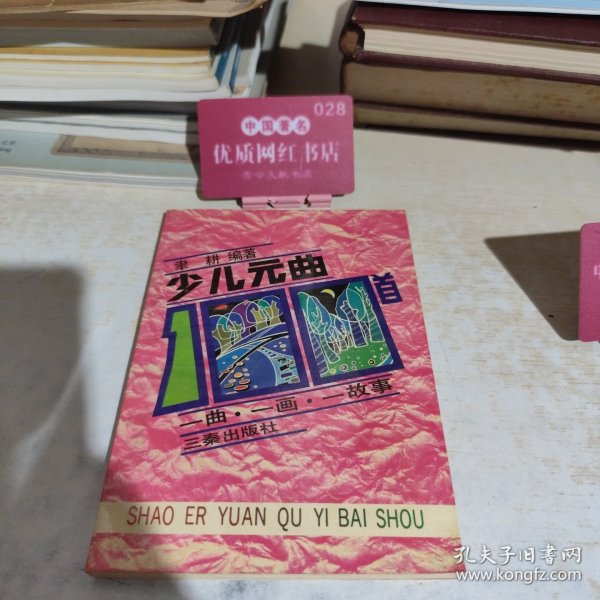 028
中国著名
优质网红书店
耕 编著
少儿元曲
100首
一曲·一画·一故事
三秦出版社
SHAO ER YUAN QU YI BAI SHOU
孔夫子旧书网
www.kongfz.com